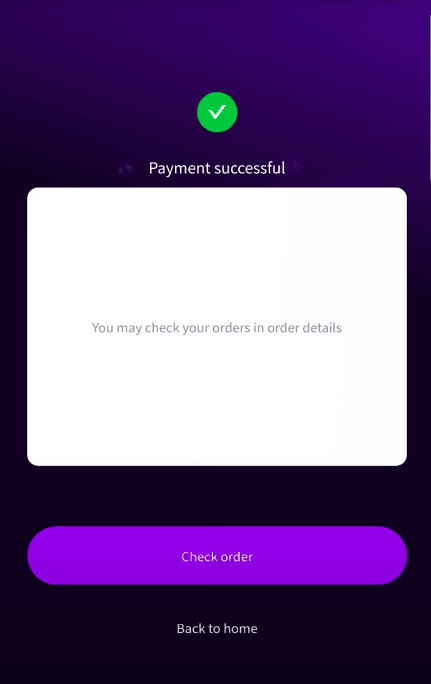 Payment successful
You may check your orders in order details
Check order
Back to home